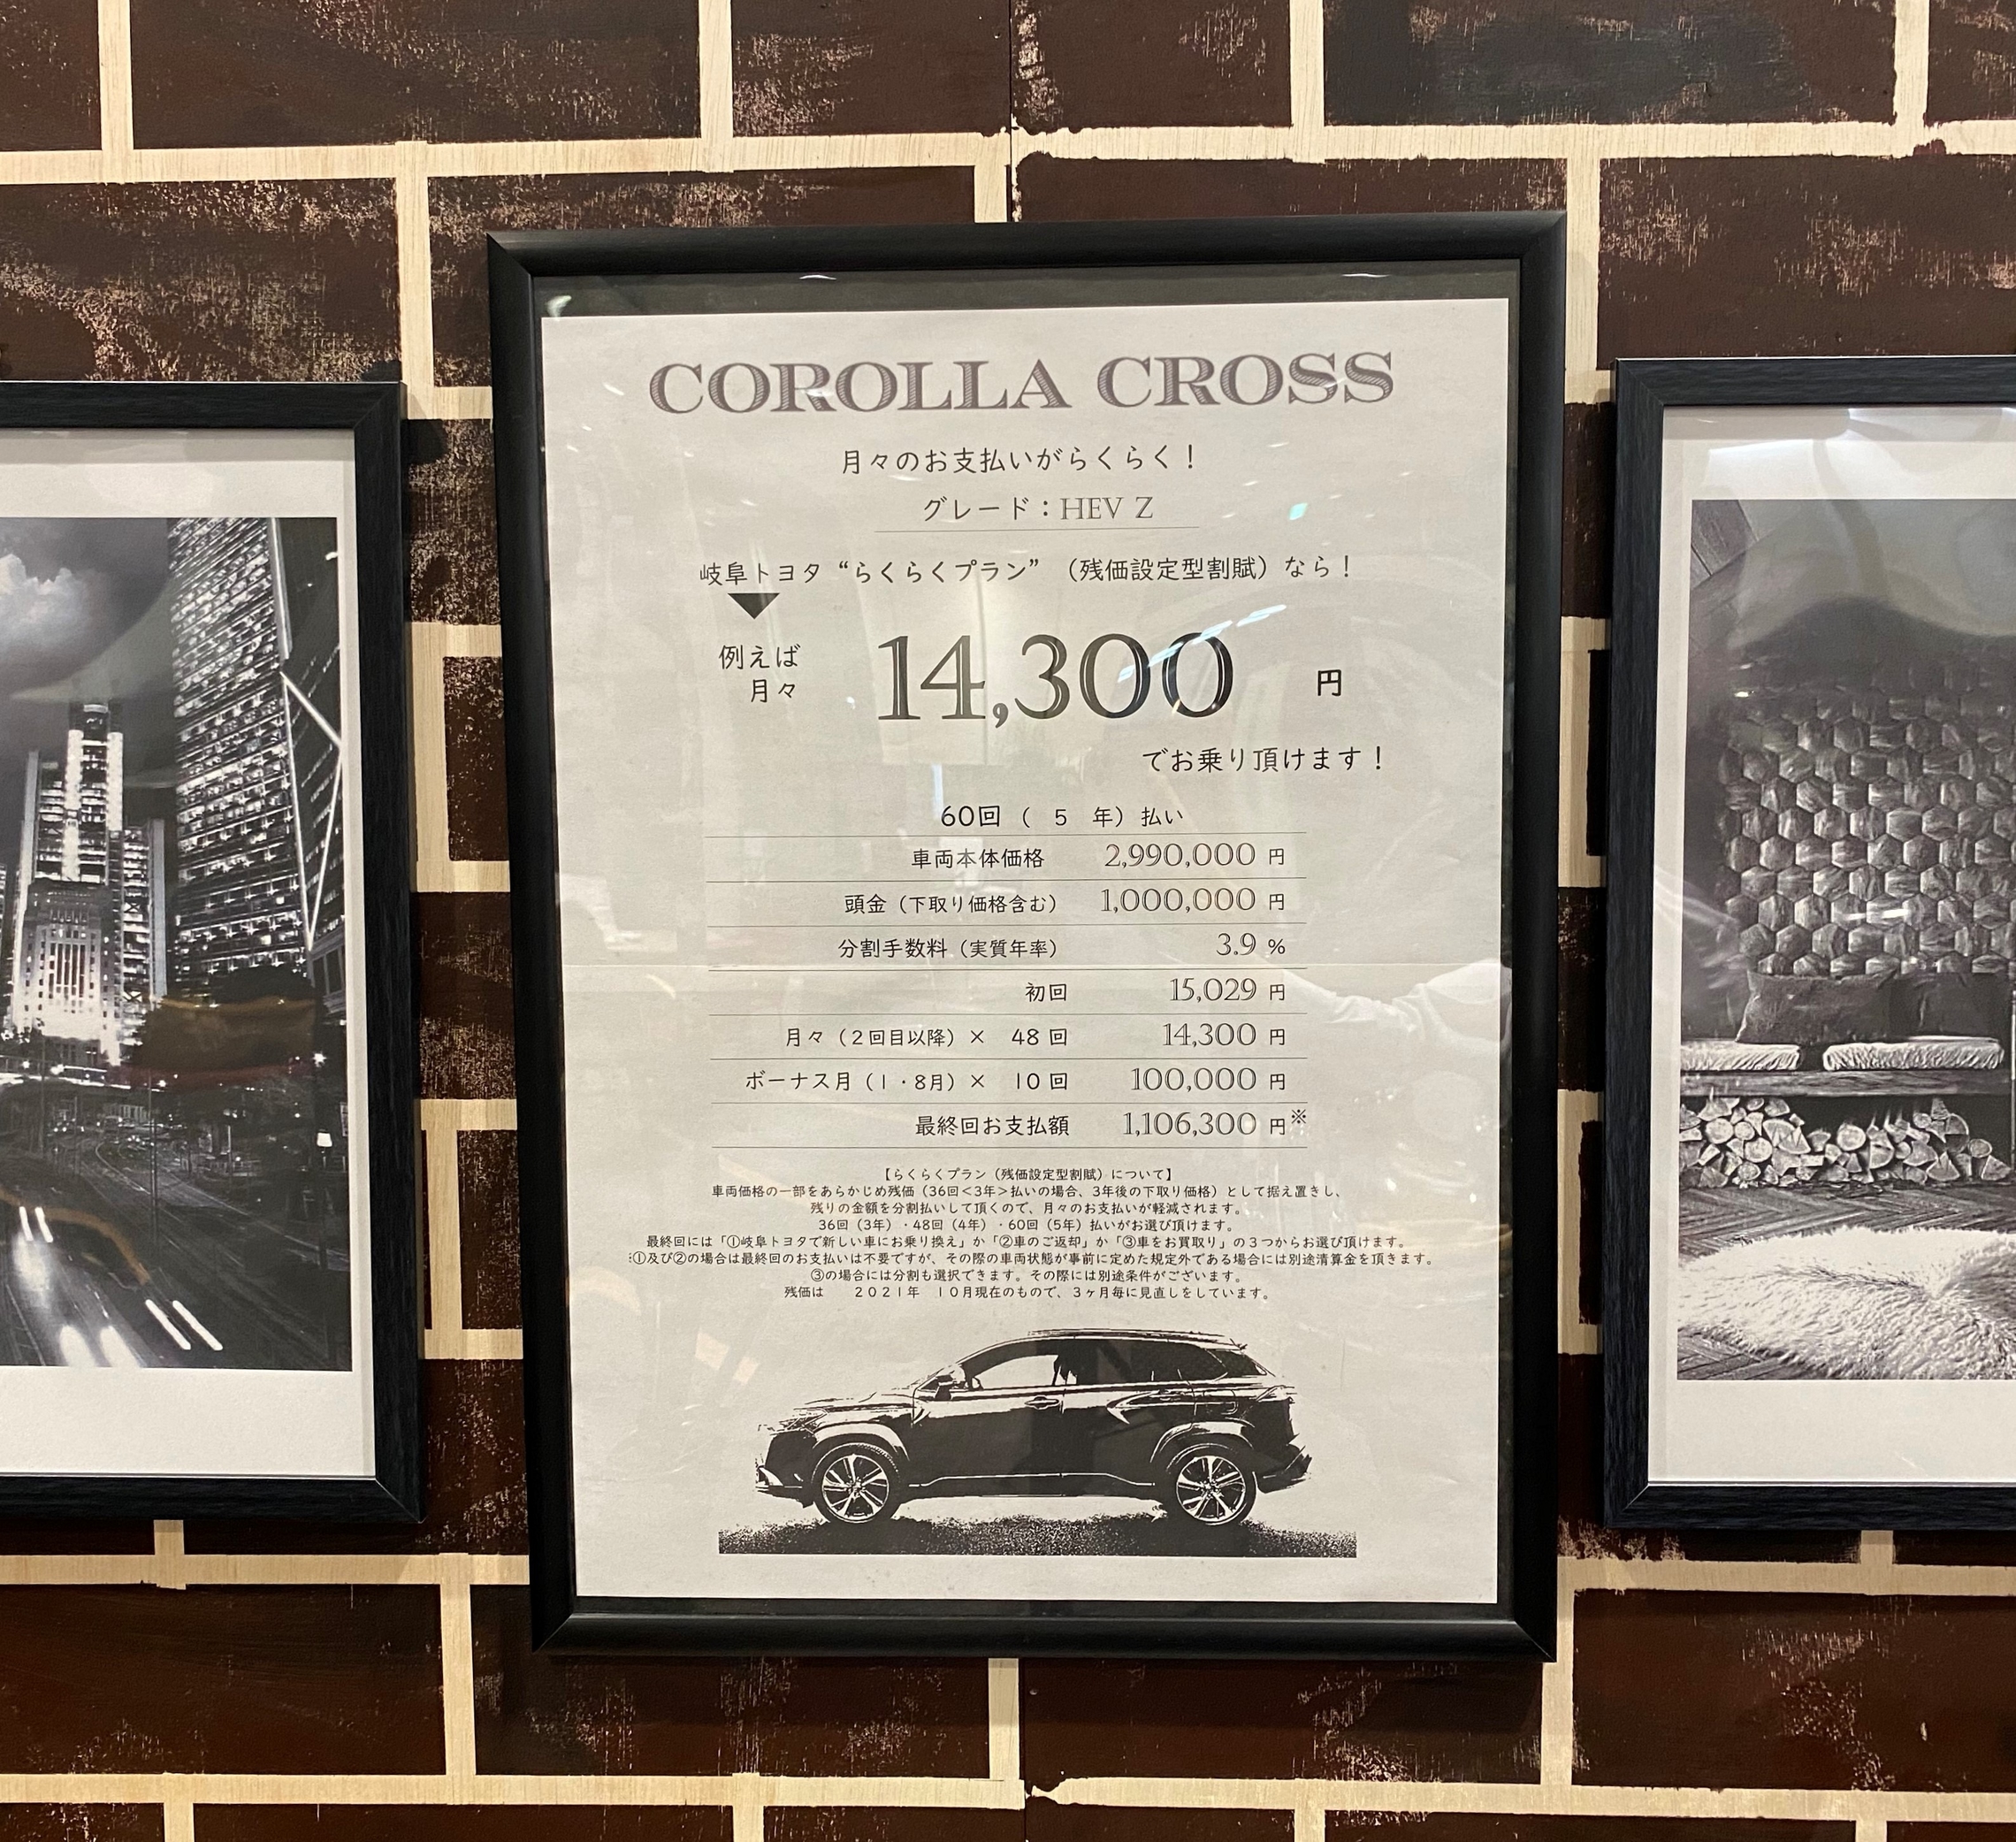 COROLLA CROSS
月々のお支払いがらくらく！
グレード：HEV Z
岐阜トヨタ “らくらくプラン” （残価設定型割賦）なら！
例えば
月々
14,300 円
でお乗り頂けます！
60回 （ 5 年）払い
車両本体価格 2,990,000 円
頭金（下取り価格含む） 1,000,000 円
分割手数料（実質年率） 3.9 %
初回 15,029 円
月々（2回目以降）× 48 回 14,300 円
ボーナス月（1・8月）× 10 回 100,000 円
最終回お支払額 1,106,300 円※
【らくらくプラン（残価設定型割賦）について】
車両価格の一部をあらかじめ残価（36回＜3年＞払いの場合、3年後の下取り価格）として据え置きし、
残りの金額を分割払いして頂くので、月々のお支払いが軽減されます。
36回（3年）・48回（4年）・60回（5年）払いがお選び頂けます。
最終回には「①岐阜トヨタで新しい車にお乗り換え」か「②車のご返却」か「③車をお買取り」の３つからお選び頂けます。
①及び②の場合は最終回のお支払いは不要ですが、その際の車両状態が事前に定めた規定外である場合には別途清算金を頂きます。
③の場合には分割も選択できます。その際には別途条件がございます。
残価は ２０２１年 １０月現在のもので、３ヶ月毎に見直しをしています。